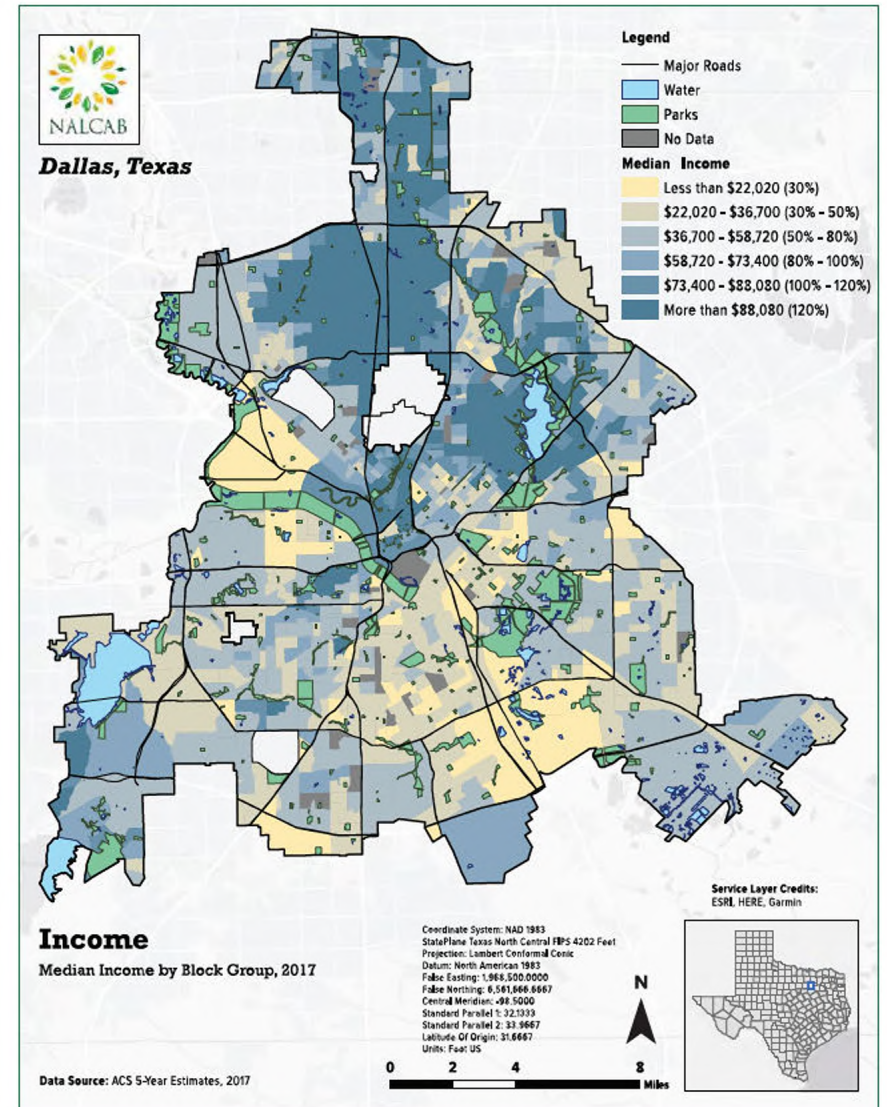 NALCAB
Dallas, Texas
Legend
Major Roads
Water
Parks
No Data
Median Income
Less than $22,020 (30%)
$22,020 - $36,700 (30% - 50%)
$36,700 - $58,720 (50% - 80%)
$58,720 - $73,400 (80% - 100%)
$73,400 - $88,080 (100% - 120%)
More than $88,080 (120%)
Service Layer Credits:
ESRI, HERE, Garmin
Income
Median Income by Block Group, 2017
Coordinate System: NAD 1983
StatePlane Texas North Central FIPS 4202 Feet
Projection: Lambert Conformal Conic
Datum: North American 1983
False Easting: 1,968,500.0000
False Northing: 6,561,666.6667
Central Meridian: -98.5000
Standard Parallel 1: 32.1333
Standard Parallel 2: 33.9667
Latitude Of Origin: 31.6667
Units: Foot US
N
0 2 4 8
Miles
Data Source: ACS 5-Year Estimates, 2017